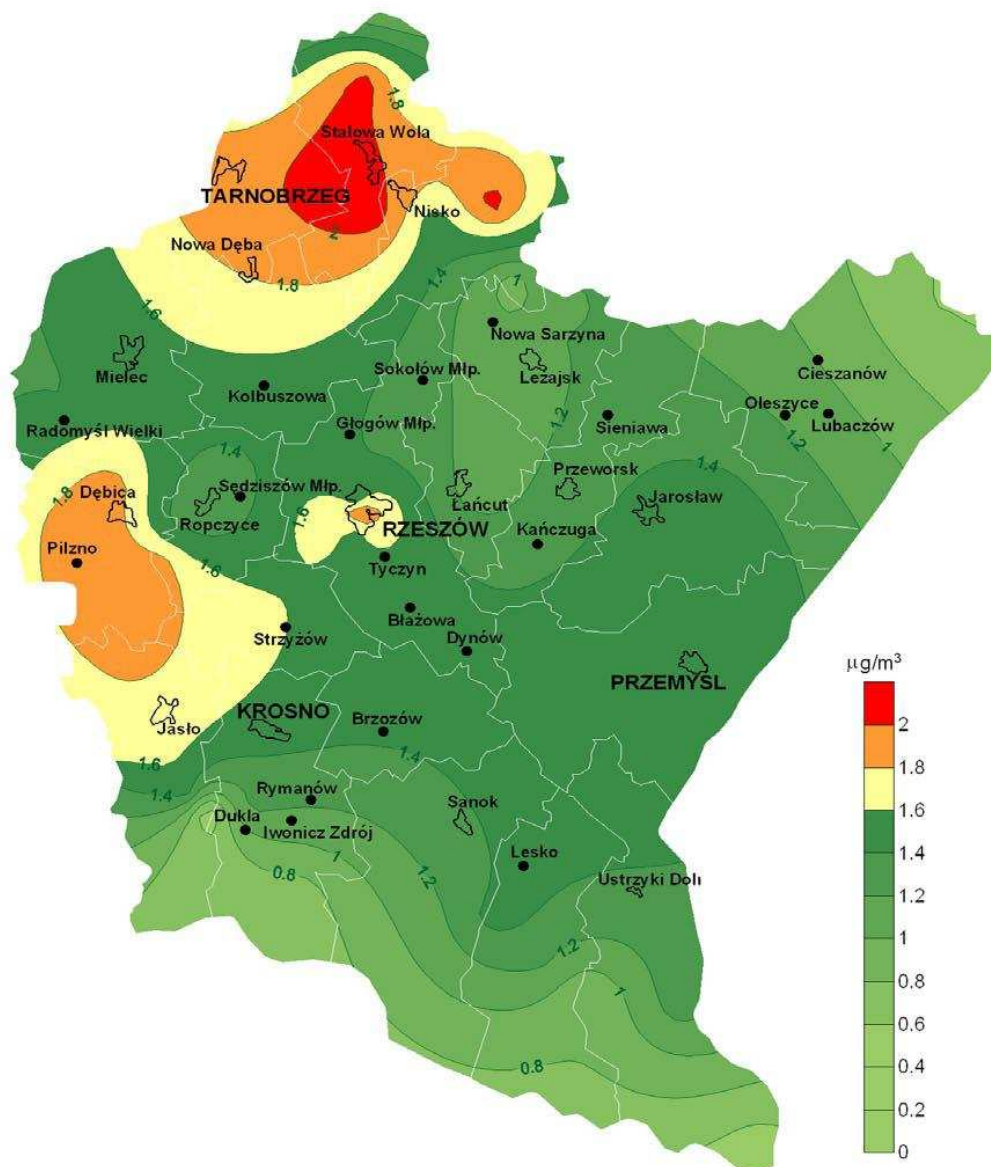 1.8
Stalowa Wola
TARNOBRZEG
Nisko
2
Nowa Dęba
1.8
1.4
1
1.6
Nowa Sarzyna
Mielec
Sokołów Młp.
Leżajsk
Cieszanów
Kolbuszowa
Oleszyce
1.2
Radomyśl Wielki
Głogów Młp.
Sieniawa
1.2
Lubaczów
1
1.4
Przeworsk
1.4
1.8
Dębica
Sędziszów Młp.
Łańcut
Jarosław
Ropczyce
1.6
RZESZÓW
Kańczuga
Pilzno
Tyczyn
1.6
Błażowa
Strzyżów
Dynów
µg/m³
PRZEMYŚL
KROSNO
Jasło
Brzozów
2
1.6
1.4
1.8
1.4
Rymanów
Sanok
1.6
Dukla
Iwonicz Zdrój
1
Lesko
1.4
0.8
1.2
Ustrzyki Doln
1.2
1.2
1
1
0.8
0.8
0.6
0.4
0.2
0